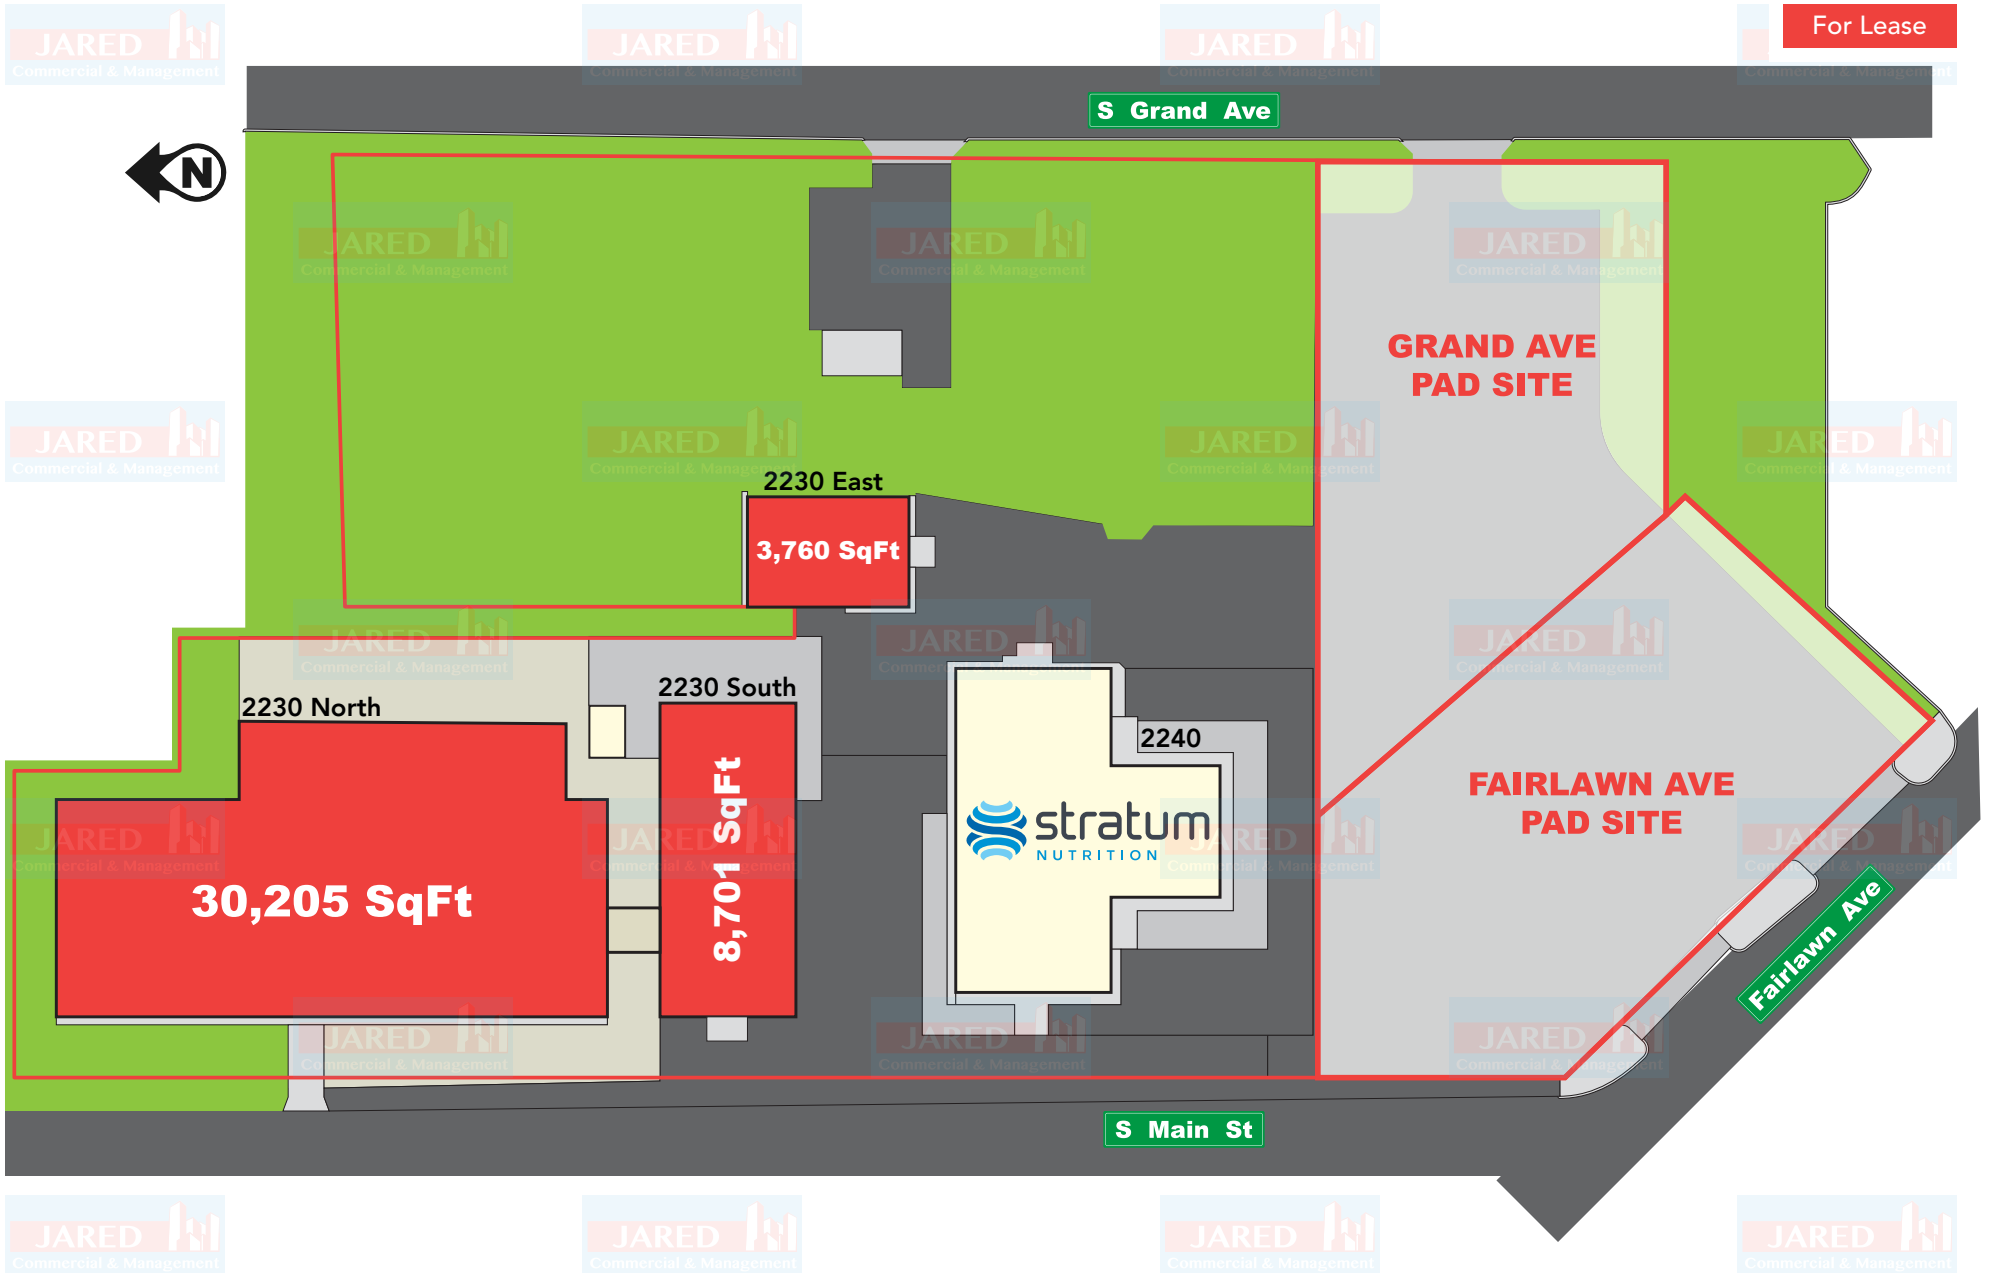 For Lease
S Grand Ave
N
GRAND AVE
PAD SITE
2230 East
3,760 SqFt
2230 North
30,205 SqFt
2230 South
8,701 SqFt
2240
stratum
NUTRITION
FAIRLAWN AVE
PAD SITE
Fairlawn Ave
S Main St
JARED
Commercial & Management